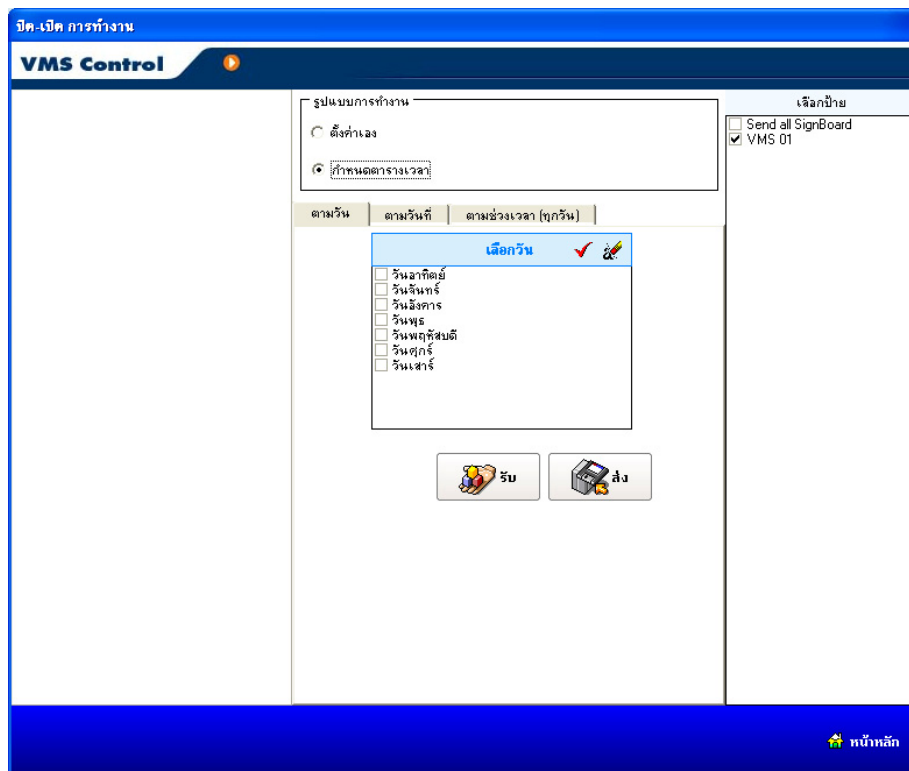 ปิด-เปิด การทำงาน
VMS Control
รูปแบบการทำงาน
ตั้งค่าเอง
กำหนดตารางเวลา
ตามวัน
ตามวันที่
ตามช่วงเวลา (ทุกวัน)
เลือกวัน
วันอาทิตย์
วันจันทร์
วันอังคาร
วันพุธ
วันพฤหัสบดี
วันศุกร์
วันเสาร์
รับ
ส่ง
เลือกป้าย
Send all SignBoard
VMS 01
หน้าหลัก